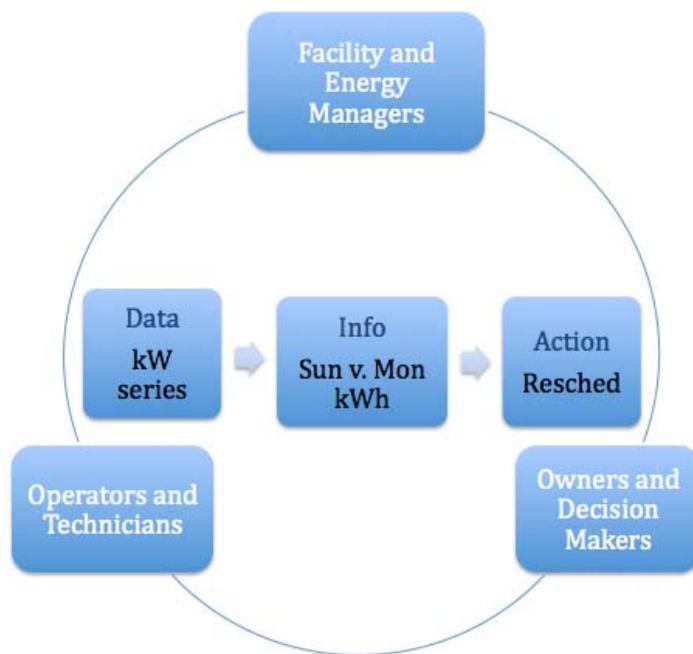 Facility and
Energy
Managers
Data
kW
series
Info
Sun v. Mon
kWh
Action
Resched
Operators and
Technicians
Owners and
Decision
Makers